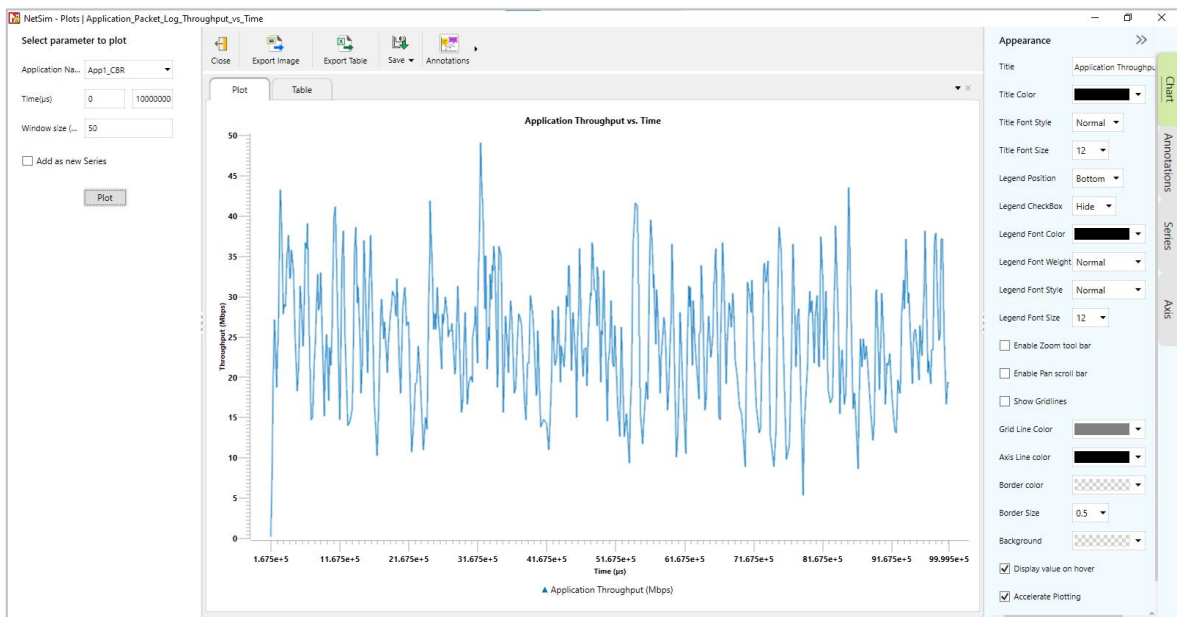 NetSim - Plots | Application_Packet_Log_Throughput_vs_Time
Select parameter to plot
Application Na... App1_CBR
Time(µs) 0 10000000
Window size (... 50
Add as new Series
Plot
Close Export Image Export Table Save Annotations
Plot Table
Application Throughput vs. Time
Throughput (Mbps)
50
45
40
35
30
25
20
15
10
5
0
1.675e+5 11.675e+5 21.675e+5 31.675e+5 41.675e+5 51.675e+5 61.675e+5 71.675e+5 81.675e+5 91.675e+5 99.995e+5
Time (µs)
Application Throughput (Mbps)
Appearance
Title Application Throughpu
Title Color
Title Font Style Normal
Title Font Size 12
Legend Position Bottom
Legend CheckBox Hide
Legend Font Color
Legend Font Weight Normal
Legend Font Style Normal
Legend Font Size 12
Enable Zoom tool bar
Enable Pan scroll bar
Show Gridlines
Grid Line Color
Axis Line color
Border color
Border Size 0.5
Background
Display value on hover
Accelerate Plotting
Chart
Annotations
Series
Axis